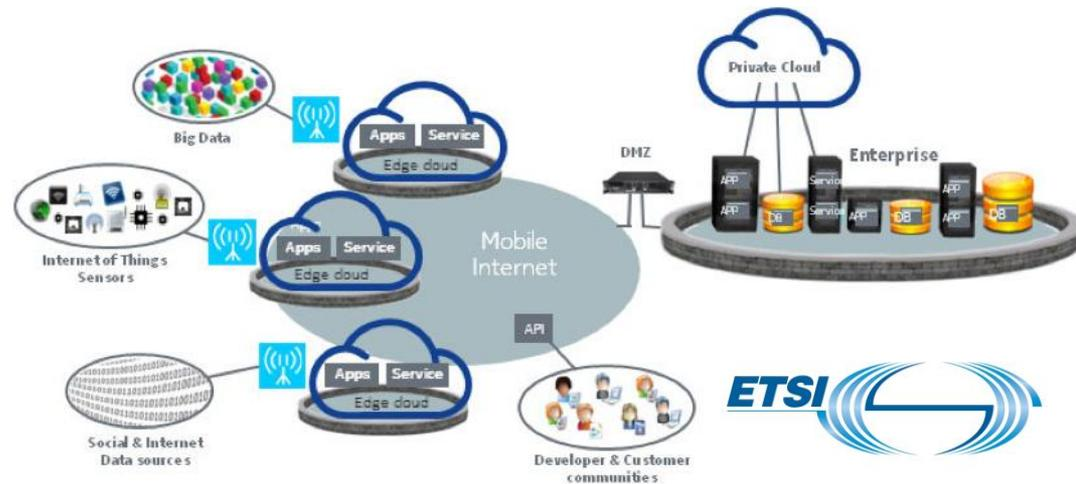 Private Cloud
Big Data
Apps Service
Edge cloud
DMZ
Enterprise
APP
APP
DB
Service
Service
APP
DB
APP
APP
DB
Internet of Things
Sensors
Apps Service
Edge cloud
Mobile
Internet
API
Social & Internet
Data sources
Apps Service
Edge cloud
Developer & Customer
communities
ETSI